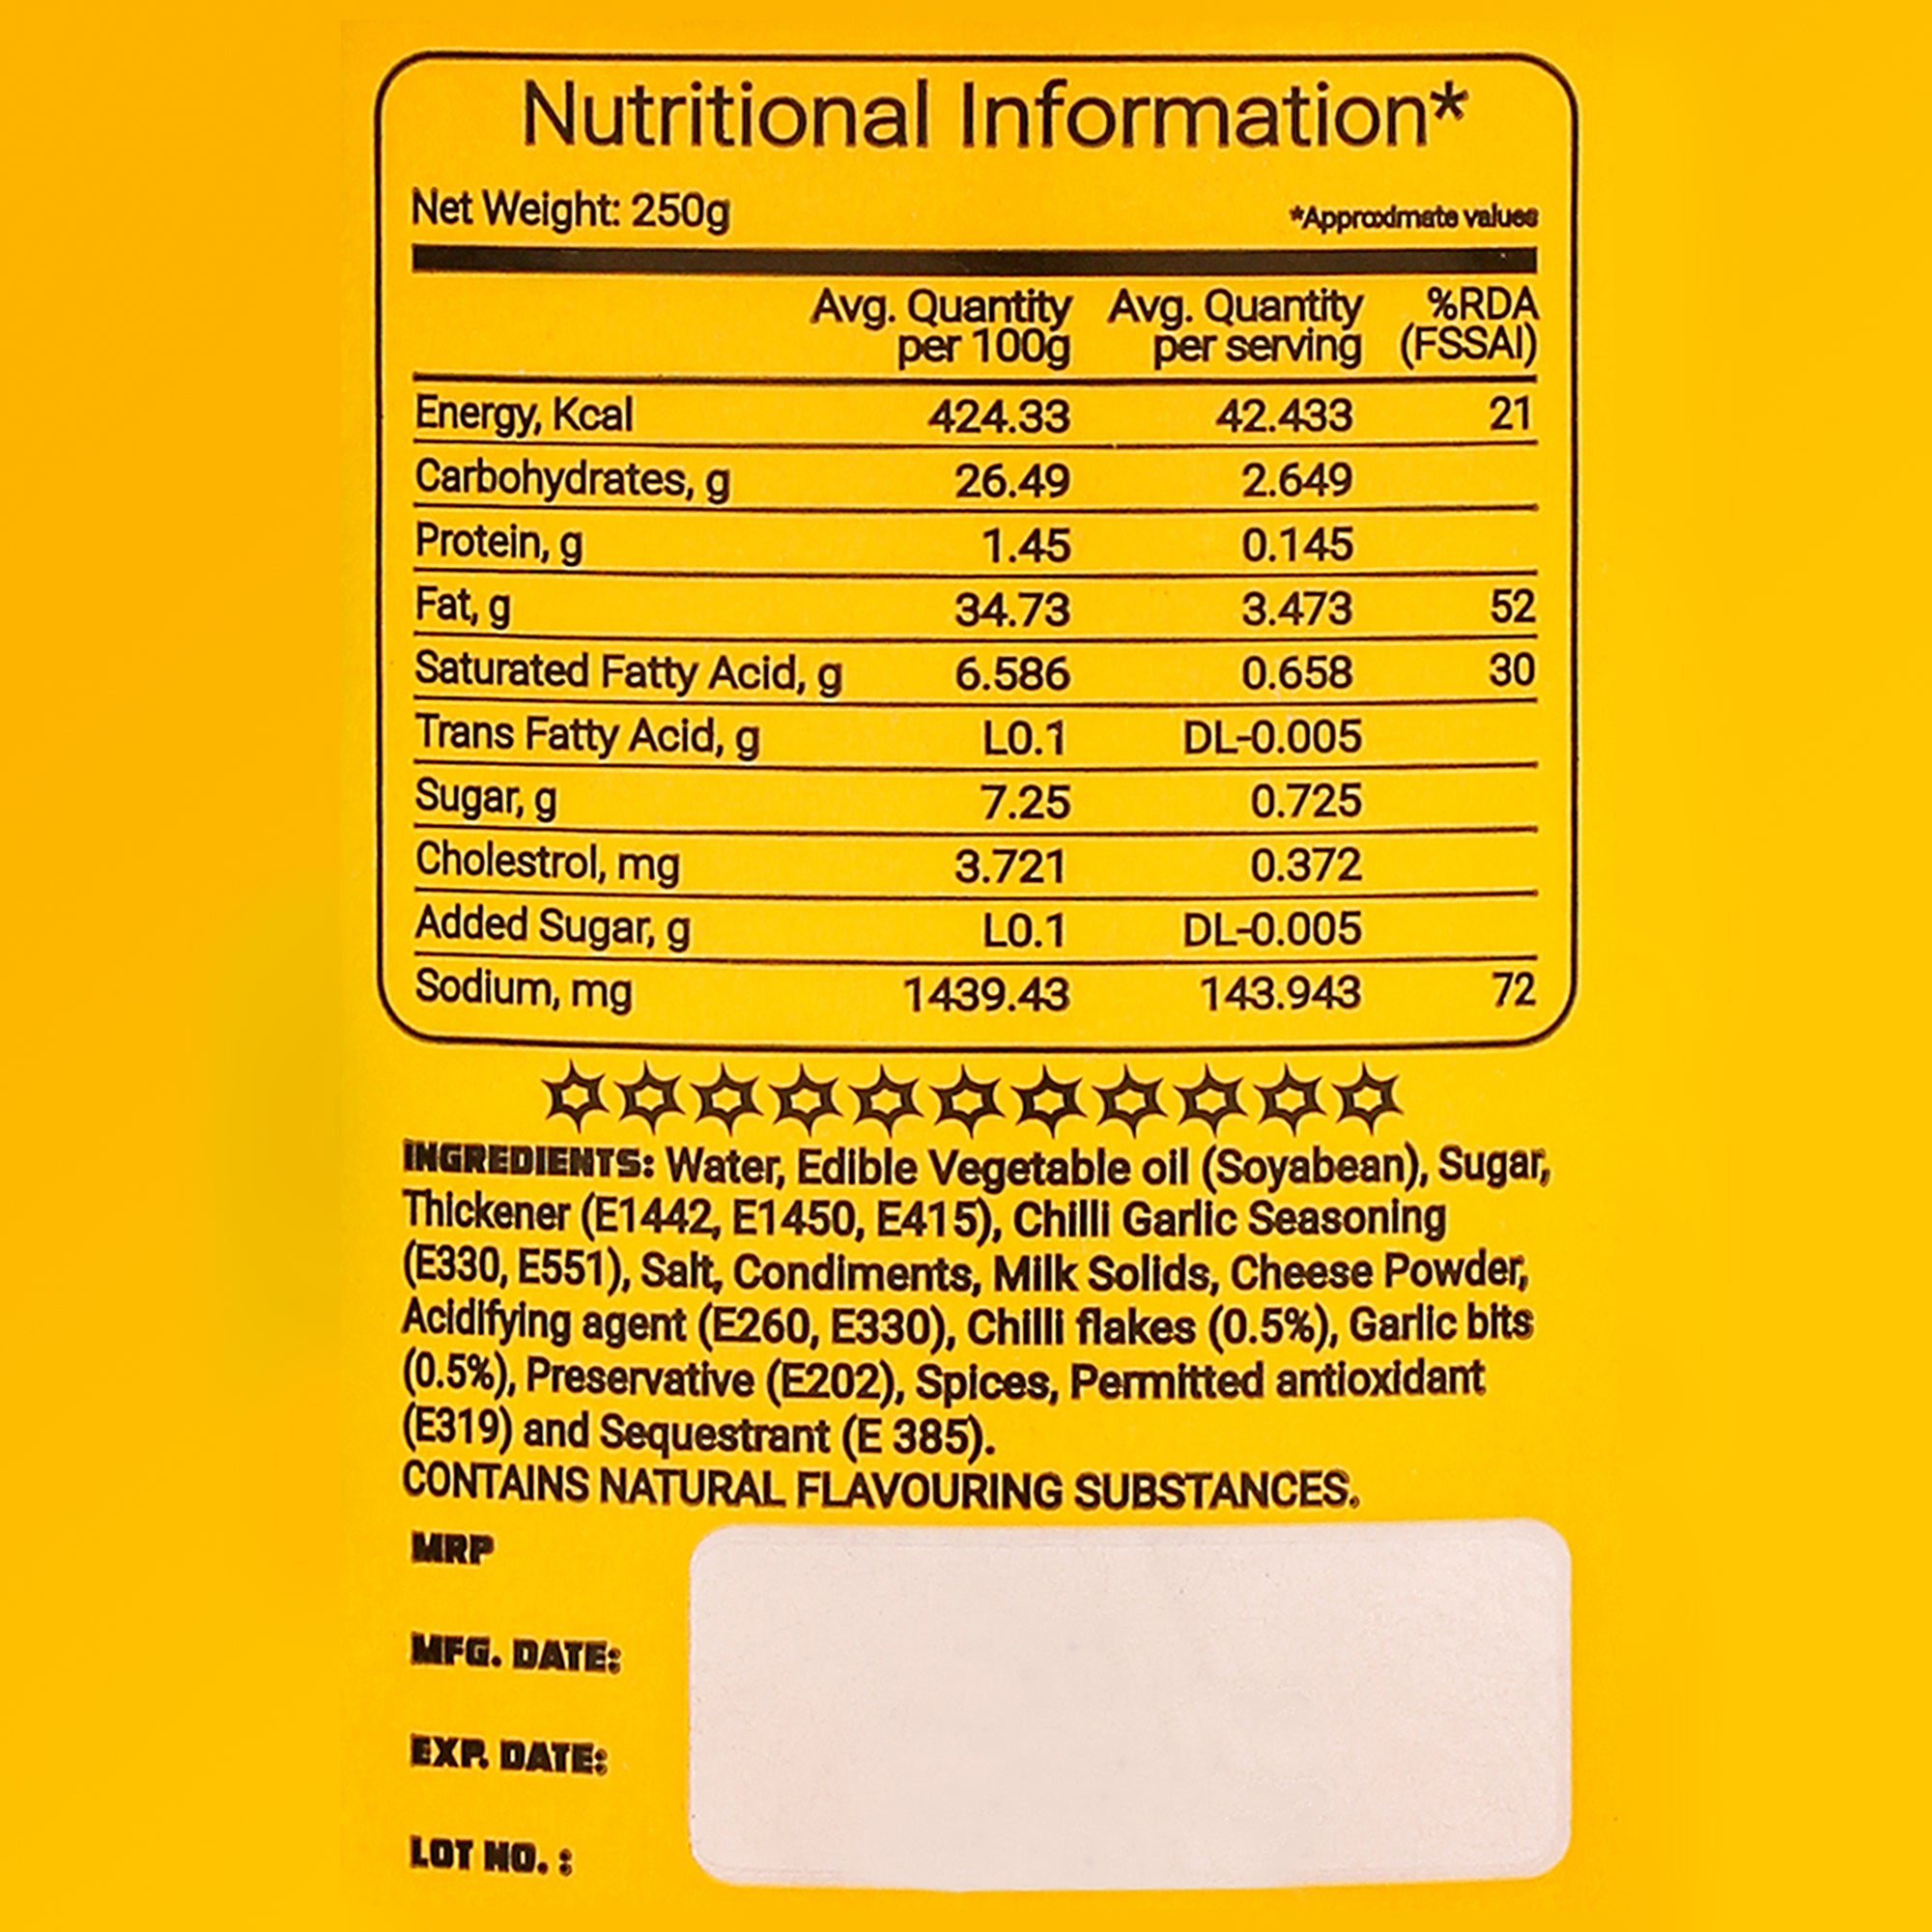 Nutritional Information*
Net Weight: 250g *Approximate values
Avg. Quantity per 100g Avg. Quantity per serving %RDA (FSSAI)
Energy, Kcal 424.33 42.433 21
Carbohydrates, g 26.49 2.649
Protein, g 1.45 0.145
Fat, g 34.73 3.473 52
Saturated Fatty Acid, g 6.586 0.658 30
Trans Fatty Acid, g L0.1 DL-0.005
Sugar, g 7.25 0.725
Cholestrol, mg 3.721 0.372
Added Sugar, g L0.1 DL-0.005
Sodium, mg 1439.43 143.943 72
INGREDIENTS: Water, Edible Vegetable oil (Soyabean), Sugar,
Thickener (E1442, E1450, E415), Chilli Garlic Seasoning
(E330, E551), Salt, Condiments, Milk Solids, Cheese Powder,
Acidifying agent (E260, E330), Chilli flakes (0.5%), Garlic bits
(0.5%), Preservative (E202), Spices, Permitted antioxidant
(E319) and Sequestrant (E 385).
CONTAINS NATURAL FLAVOURING SUBSTANCES.
MRP
MFG. DATE:
EXP. DATE:
LOT NO. :